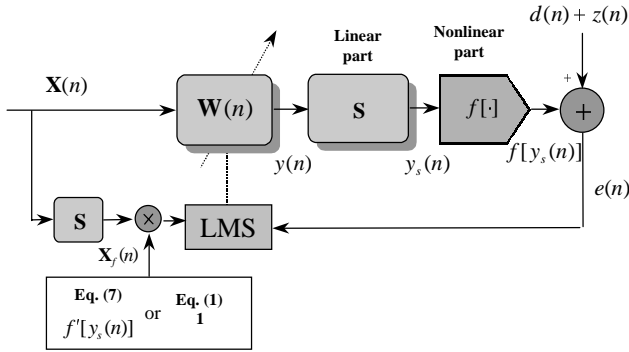 Linear part
Nonlinear part
d(n) + z(n)
X(n)
+
W(n)
S
f[·]
+
y(n)
y_s(n)
f[y_s(n)]
e(n)
S
×
LMS
X_f(n)
Eq. (7)
or
Eq. (1)
f'[y_s(n)]
1